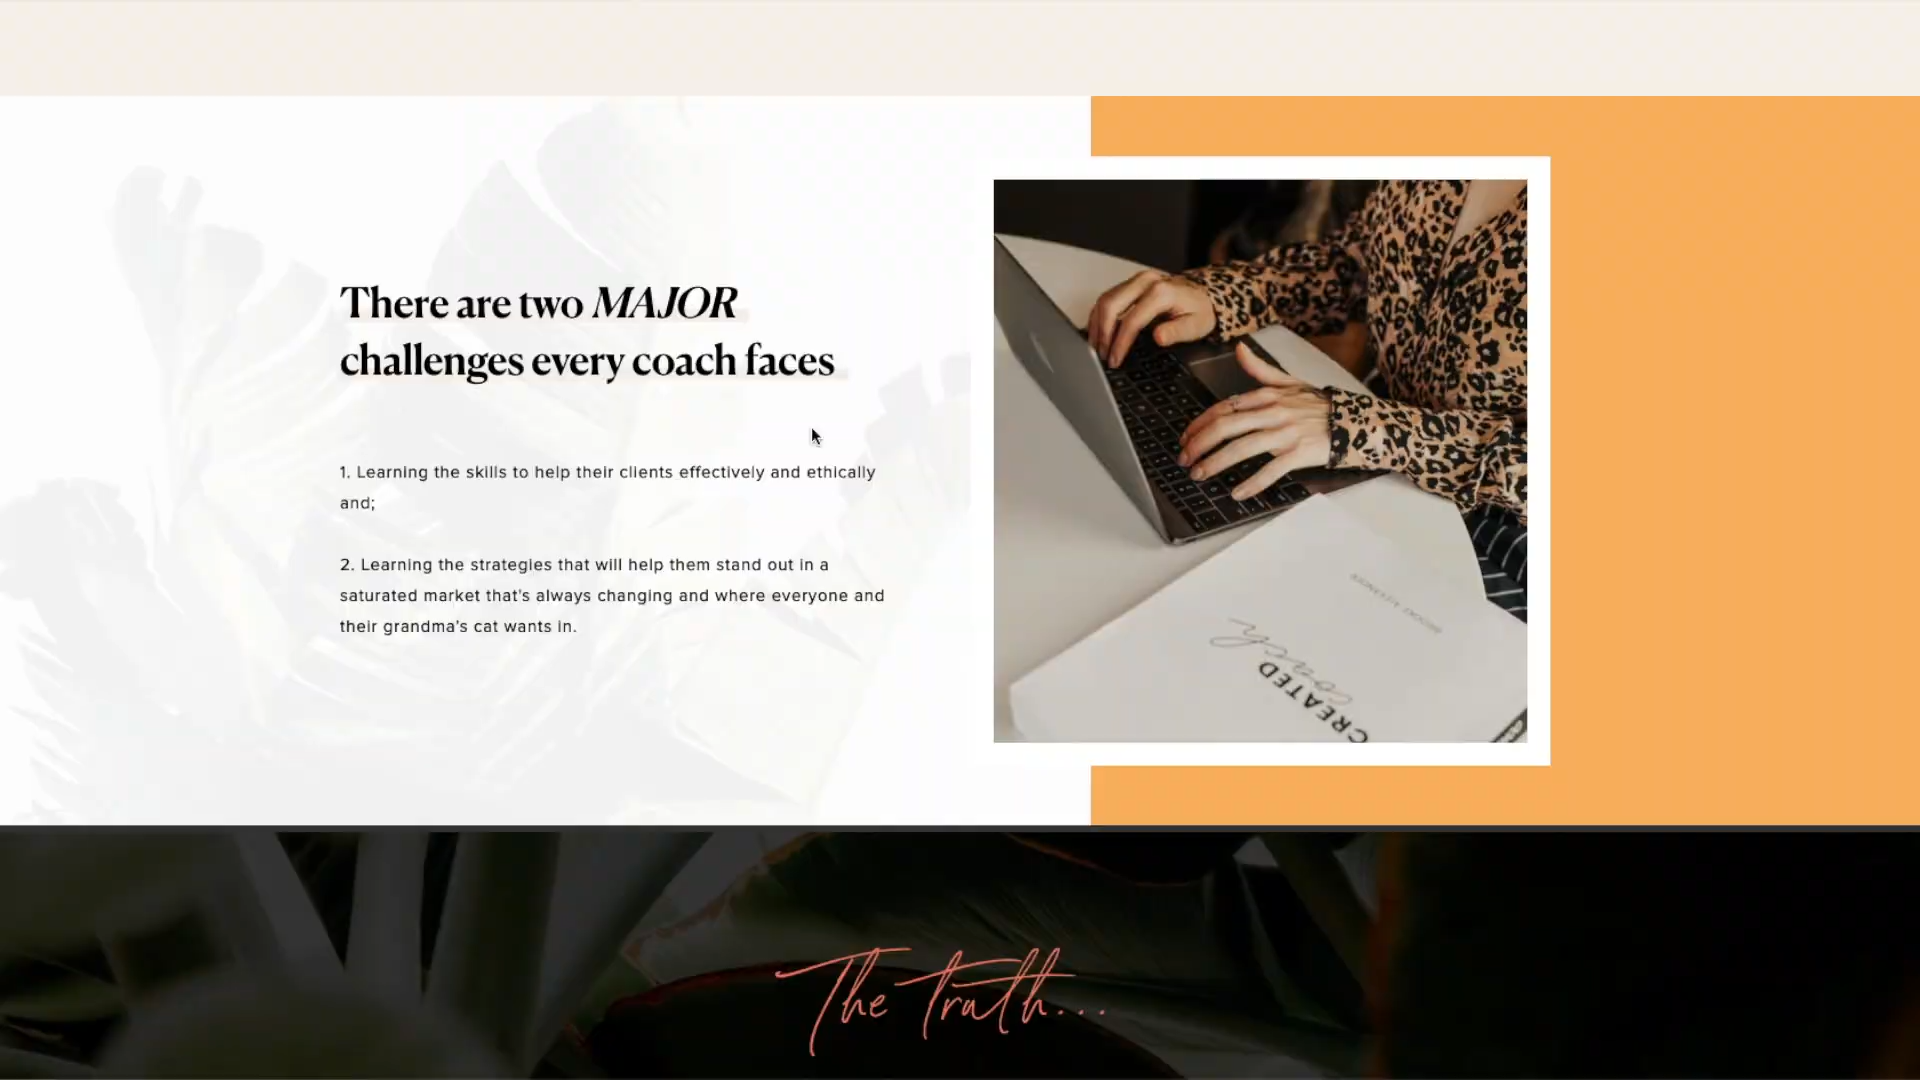 There are two MAJOR
challenges every coach faces
1. Learning the skills to help their clients effectively and ethically
and;
2. Learning the strategies that will help them stand out in a
saturated market that's always changing and where everyone and
their grandma's cat wants in.
CREATED
coach
The truth...